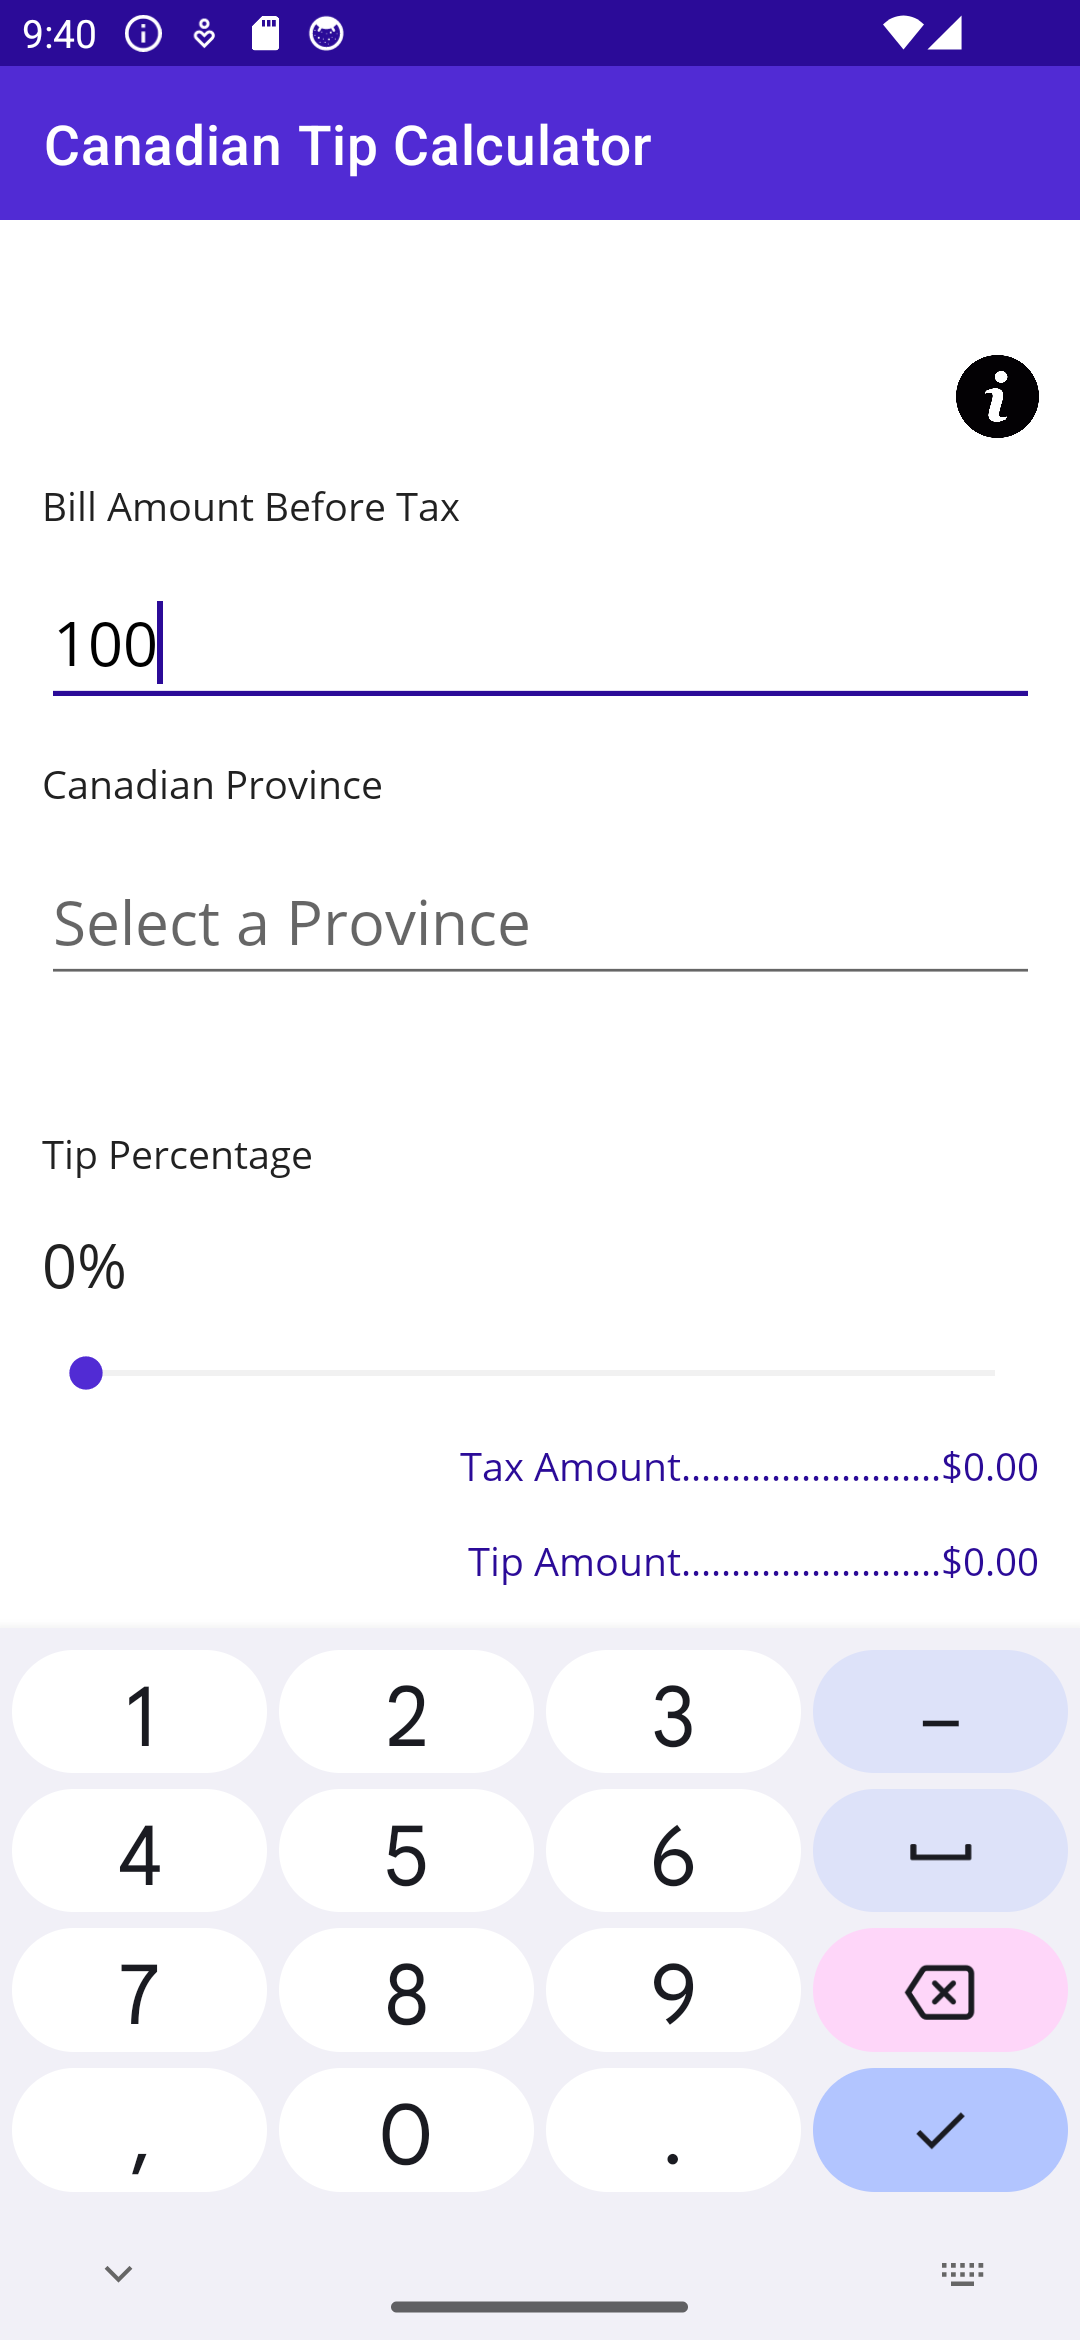 9:40
Canadian Tip Calculator
i
Bill Amount Before Tax
100
Canadian Province
Select a Province
Tip Percentage
0%
Tax Amount..........................$0.00
Tip Amount..........................$0.00
1 2 3 –
4 5 6
7 8 9
, 0 .